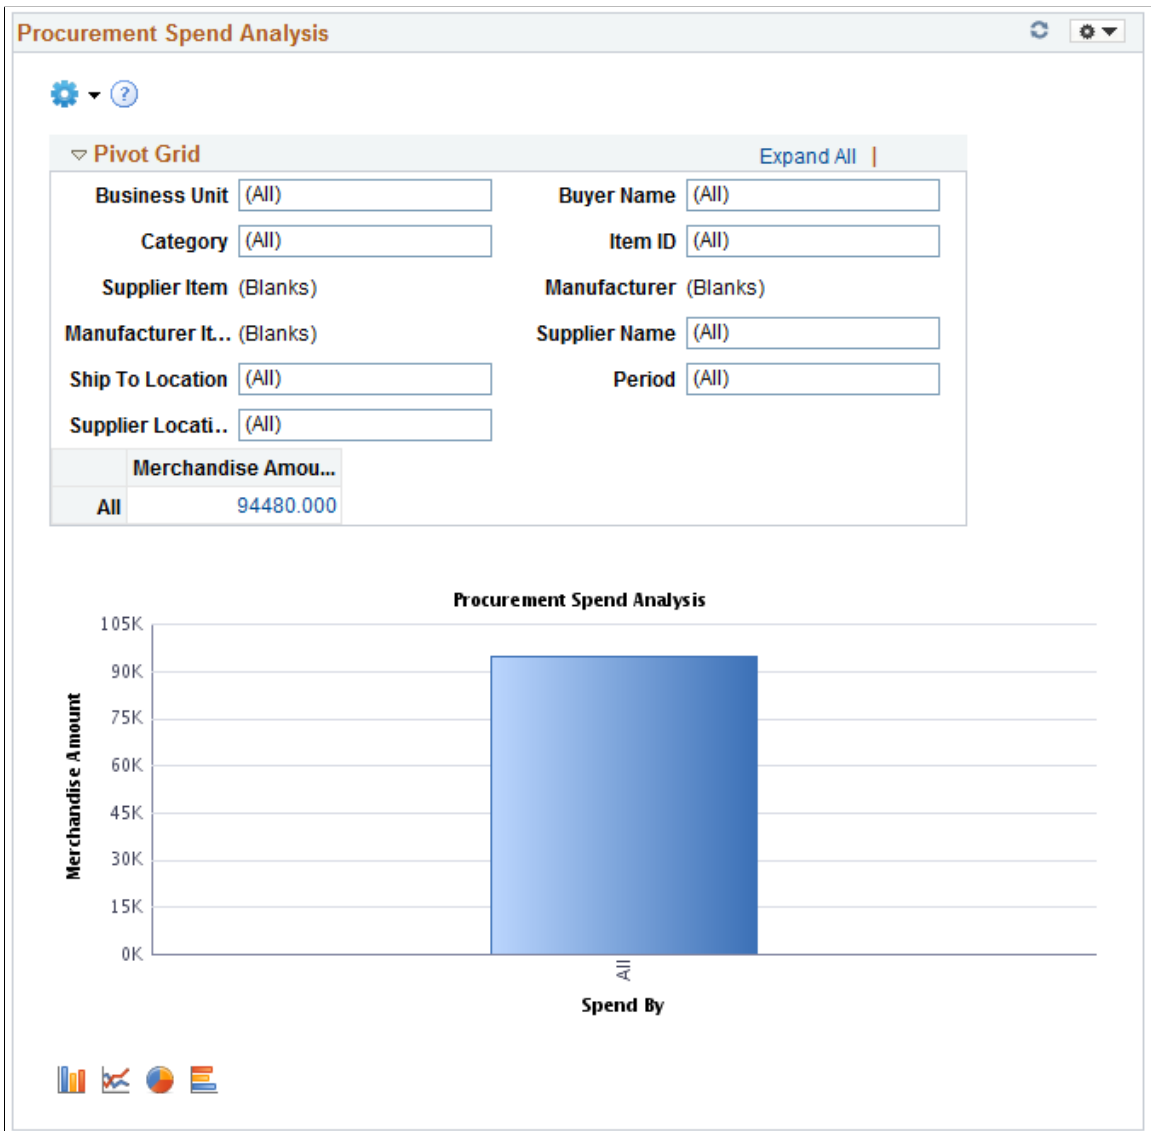 Procurement Spend Analysis
?
Pivot Grid Expand All |
Business Unit (All) Buyer Name (All)
Category (All) Item ID (All)
Supplier Item (Blanks) Manufacturer (Blanks)
Manufacturer It... (Blanks) Supplier Name (All)
Ship To Location (All) Period (All)
Supplier Locati... (All)
Merchandise Amou...
All 94480.000
Procurement Spend Analysis
105K
90K
75K
60K
45K
30K
15K
0K
Merchandise Amount
All
Spend By